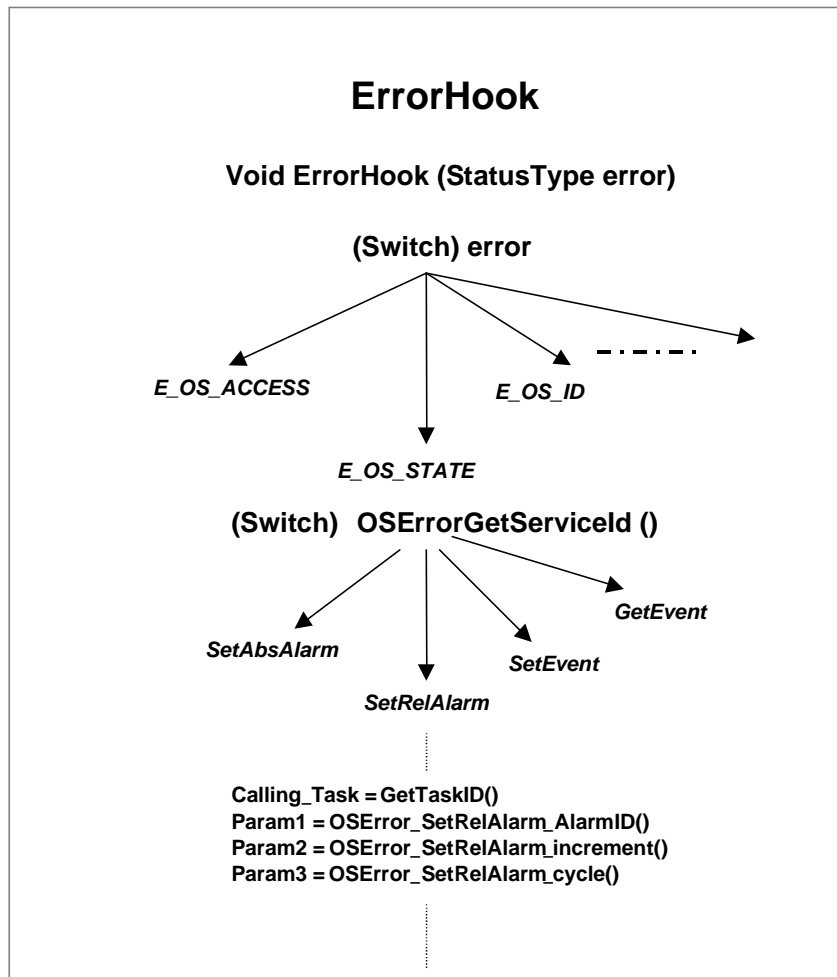 ErrorHook
Void ErrorHook (StatusType error)
(Switch) error
E_OS_ACCESS
E_OS_ID
E_OS_STATE
(Switch) OSErrorGetServiceId ()
GetEvent
SetAbsAlarm
SetEvent
SetRelAlarm
Calling_Task = GetTaskID()
Param1 = OSError_SetRelAlarm_AlarmID()
Param2 = OSError_SetRelAlarm_increment()
Param3 = OSError_SetRelAlarm_cycle()